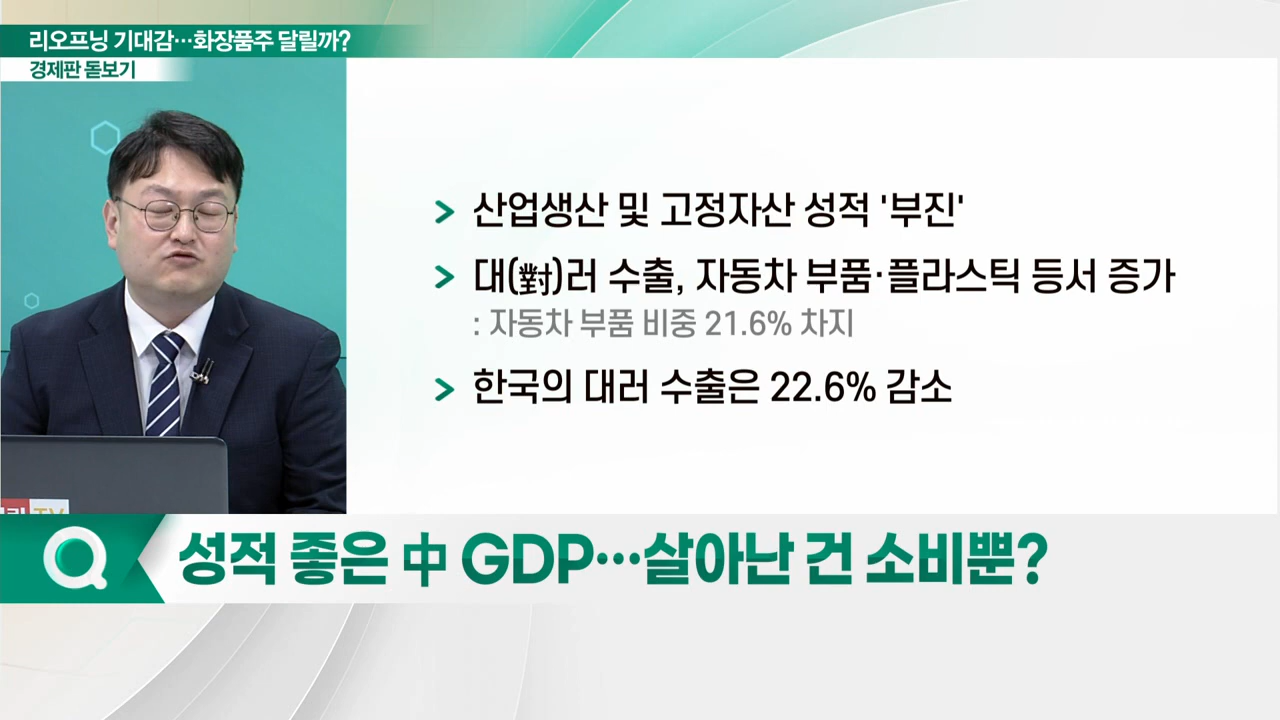 리오프닝 기대감…화장품주 달릴까?
경제판 돋보기
> 산업생산 및 고정자산 성적 '부진'
> 대(對)러 수출, 자동차 부품·플라스틱 등서 증가
: 자동차 부품 비중 21.6% 차지
> 한국의 대러 수출은 22.6% 감소
TV
Q 성적 좋은 中 GDP…살아난 건 소비뿐?